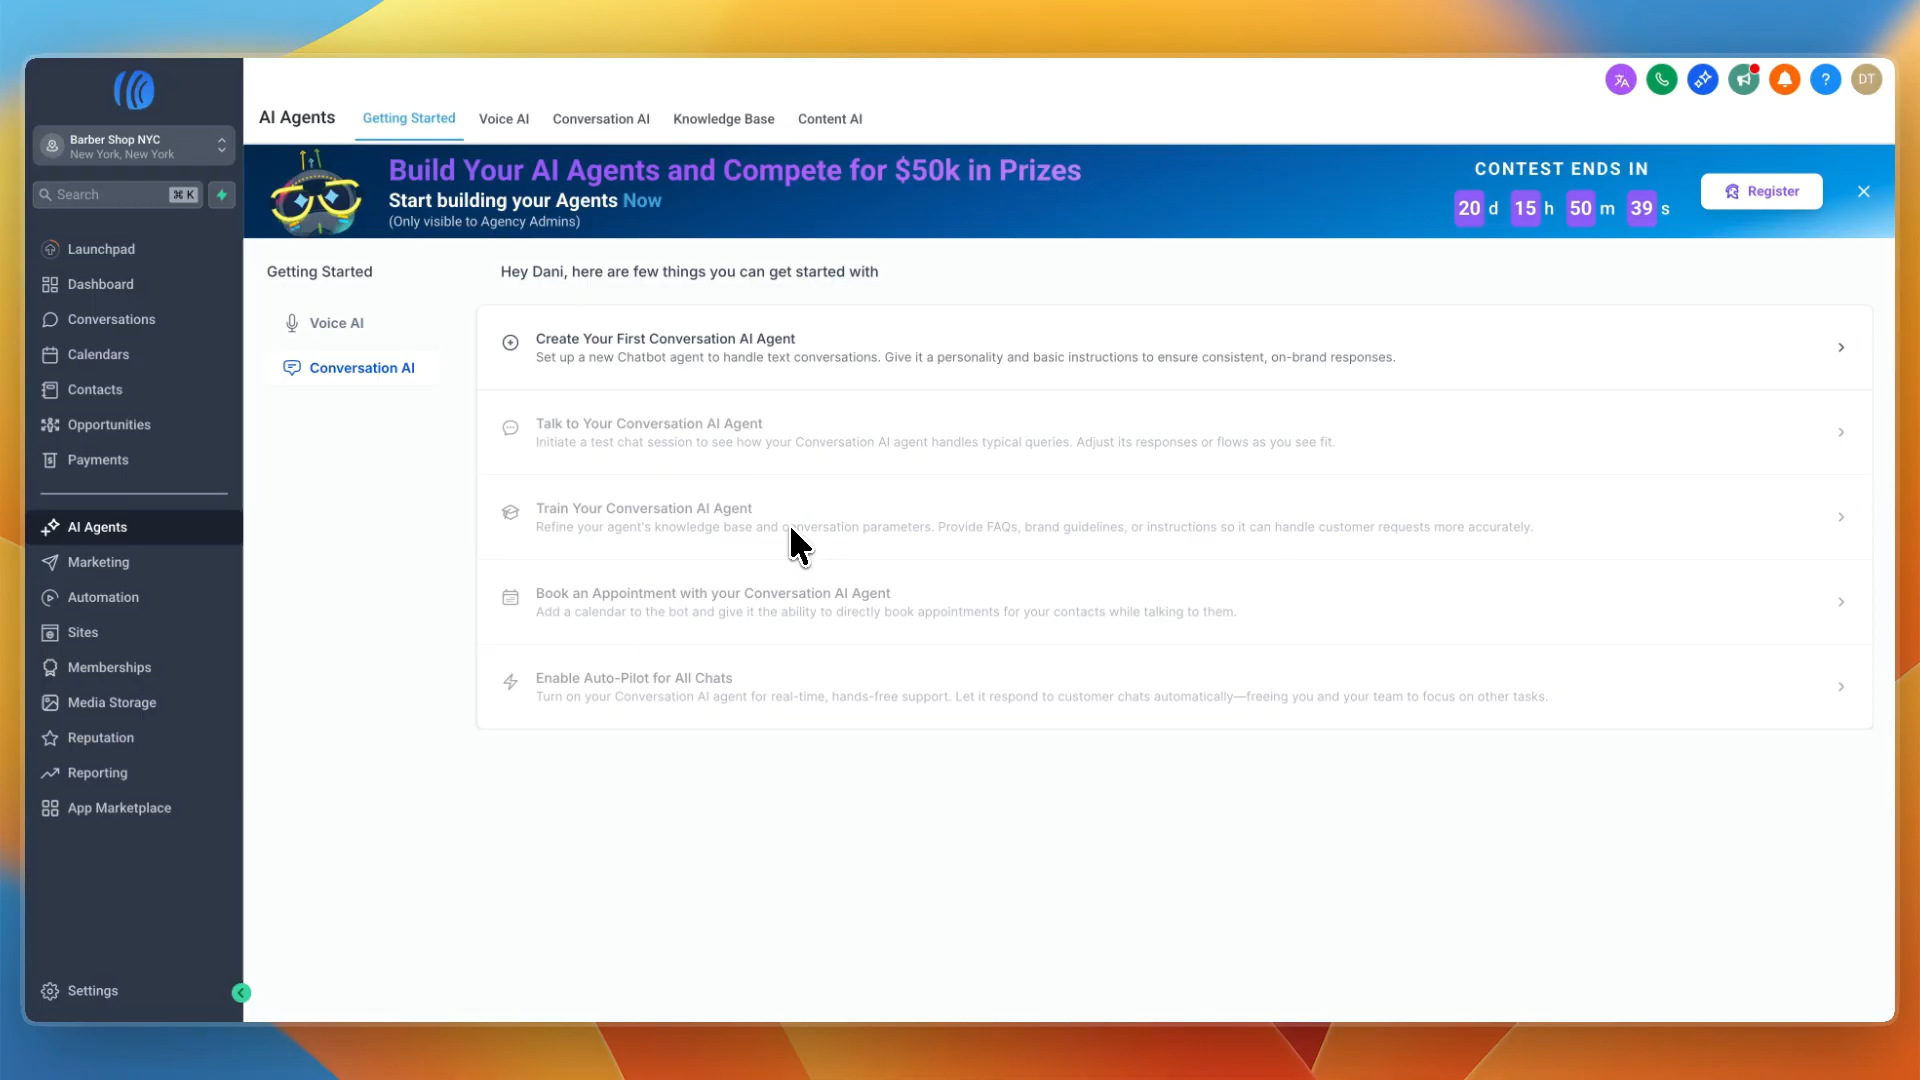 Barber Shop NYC
New York, New York
Search
⌘ K
Launchpad
Dashboard
Conversations
Calendars
Contacts
Opportunities
Payments
AI Agents
Marketing
Automation
Sites
Memberships
Media Storage
Reputation
Reporting
App Marketplace
Settings
DT
AI Agents
Getting Started
Voice AI
Conversation AI
Knowledge Base
Content AI
Build Your AI Agents and Compete for $50k in Prizes
Start building your Agents Now
(Only visible to Agency Admins)
CONTEST ENDS IN
20 d 15 h 50 m 39 s
Register
Getting Started
Voice AI
Conversation AI
Hey Dani, here are few things you can get started with
Create Your First Conversation AI Agent
Set up a new Chatbot agent to handle text conversations. Give it a personality and basic instructions to ensure consistent, on-brand responses.
Talk to Your Conversation AI Agent
Initiate a test chat session to see how your Conversation AI agent handles typical queries. Adjust its responses or flows as you see fit.
Train Your Conversation AI Agent
Refine your agent's knowledge base and conversation parameters. Provide FAQs, brand guidelines, or instructions so it can handle customer requests more accurately.
Book an Appointment with your Conversation AI Agent
Add a calendar to the bot and give it the ability to directly book appointments for your contacts while talking to them.
Enable Auto-Pilot for All Chats
Turn on your Conversation AI agent for real-time, hands-free support. Let it respond to customer chats automatically—freeing you and your team to focus on other tasks.